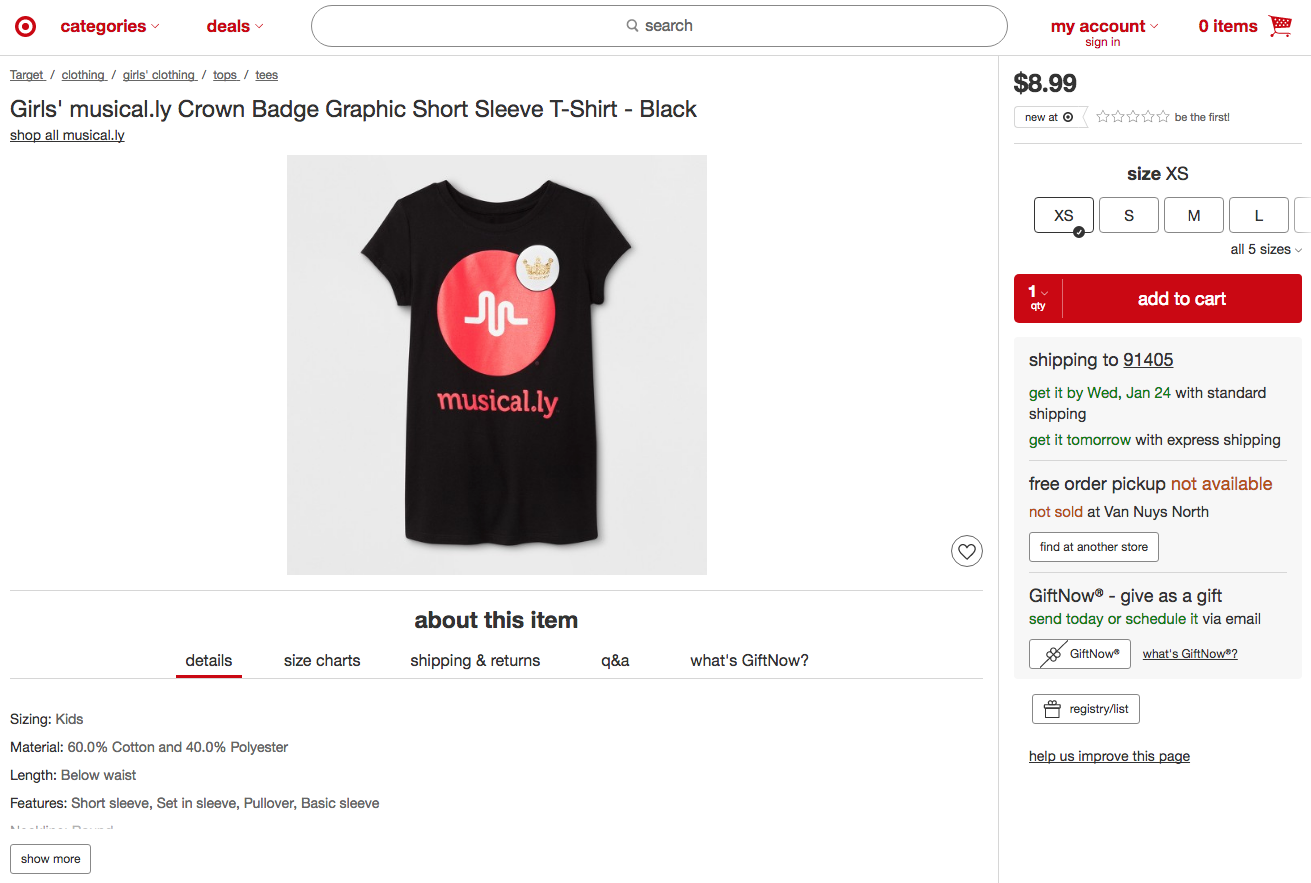 categories
deals
search
my account
sign in
0 items
Target / clothing / girls' clothing / tops / tees
Girls' musical.ly Crown Badge Graphic Short Sleeve T-Shirt - Black
shop all musical.ly
musical.ly
about this item
details
size charts
shipping & returns
q&a
what's GiftNow?
Sizing: Kids
Material: 60.0% Cotton and 40.0% Polyester
Length: Below waist
Features: Short sleeve, Set in sleeve, Pullover, Basic sleeve
Neckline: Round
show more
$8.99
new at
be the first!
size XS
XS
S
M
L
all 5 sizes
1
qty
add to cart
shipping to 91405
get it by Wed, Jan 24 with standard
shipping
get it tomorrow with express shipping
free order pickup not available
not sold at Van Nuys North
find at another store
GiftNow® - give as a gift
send today or schedule it via email
GiftNow®
what's GiftNow®?
registry/list
help us improve this page